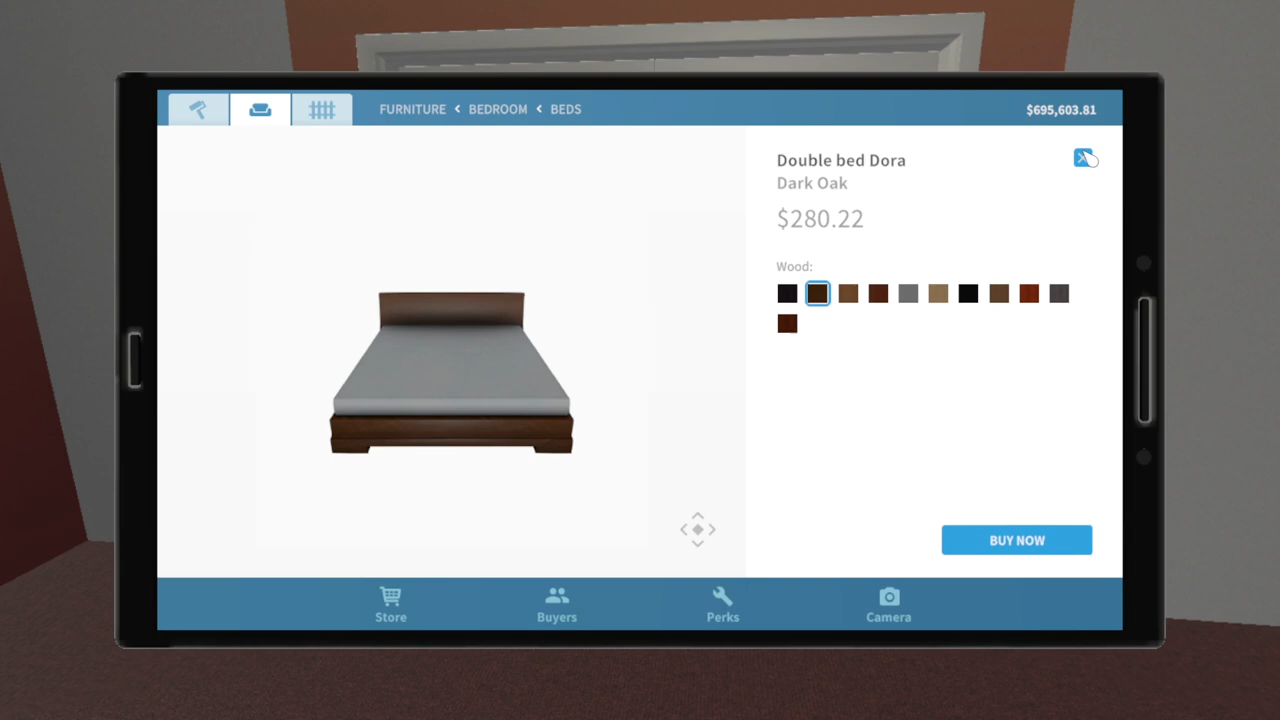 FURNITURE < BEDROOM < BEDS
$695,603.81
Double bed Dora
Dark Oak
$280.22
Wood:
BUY NOW
Store
Buyers
Perks
Camera